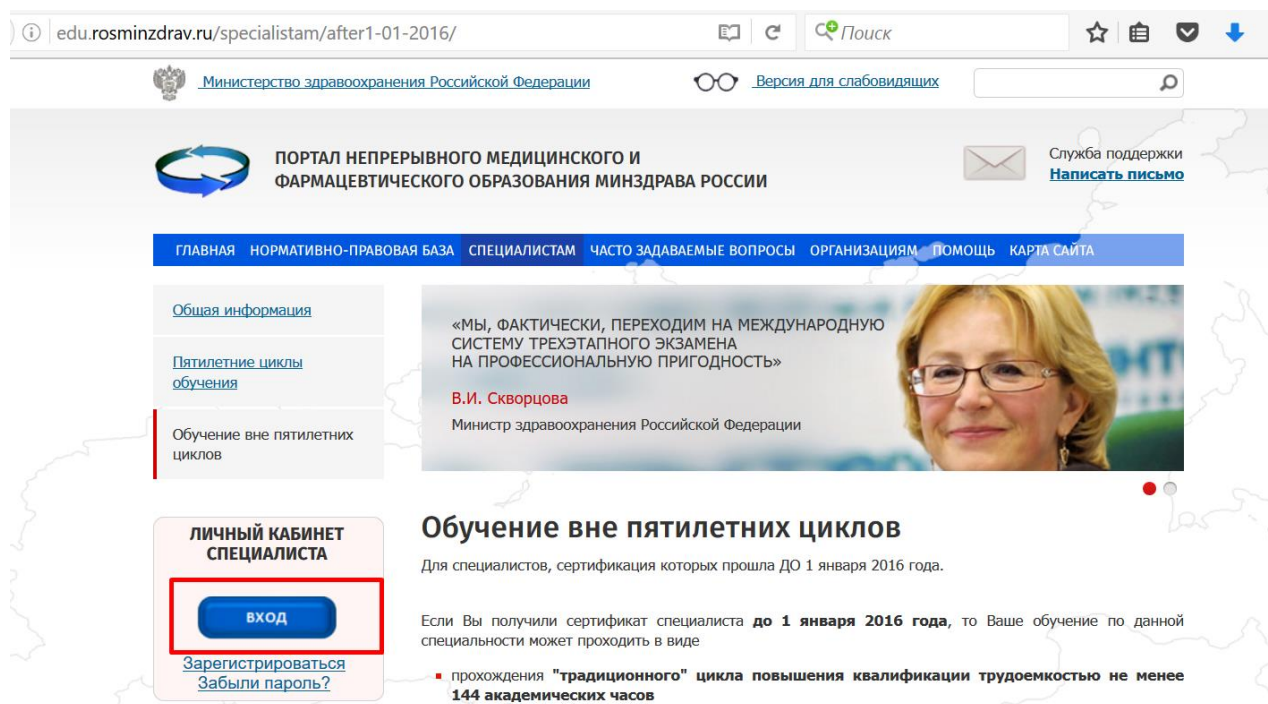 edu.rosminzdrav.ru/specialistam/after1-01-2016/
Поиск
Министерство здравоохранения Российской Федерации
Версия для слабовидящих
ПОРТАЛ НЕПРЕРЫВНОГО МЕДИЦИНСКОГО И
ФАРМАЦЕВТИЧЕСКОГО ОБРАЗОВАНИЯ МИНЗДРАВА РОССИИ
Служба поддержки
Написать письмо
ГЛАВНАЯ НОРМАТИВНО-ПРАВОВАЯ БАЗА СПЕЦИАЛИСТАМ ЧАСТО ЗАДАВАЕМЫЕ ВОПРОСЫ ОРГАНИЗАЦИЯМ ПОМОЩЬ КАРТА САЙТА
Общая информация
Пятилетние циклы
обучения
Обучение вне пятилетних
циклов
«МЫ, ФАКТИЧЕСКИ, ПЕРЕХОДИМ НА МЕЖДУНАРОДНУЮ
СИСТЕМУ ТРЕХЭТАПНОГО ЭКЗАМЕНА
НА ПРОФЕССИОНАЛЬНУЮ ПРИГОДНОСТЬ»
В.И. Скворцова
Министр здравоохранения Российской Федерации
ЛИЧНЫЙ КАБИНЕТ
СПЕЦИАЛИСТА
ВХОД
Зарегистрироваться
Забыли пароль?
Обучение вне пятилетних циклов
Для специалистов, сертификация которых прошла ДО 1 января 2016 года.
Если Вы получили сертификат специалиста до 1 января 2016 года, то Ваше обучение по данной
специальности может проходить в виде
прохождения "традиционного" цикла повышения квалификации трудоемкостью не менее
144 академических часов